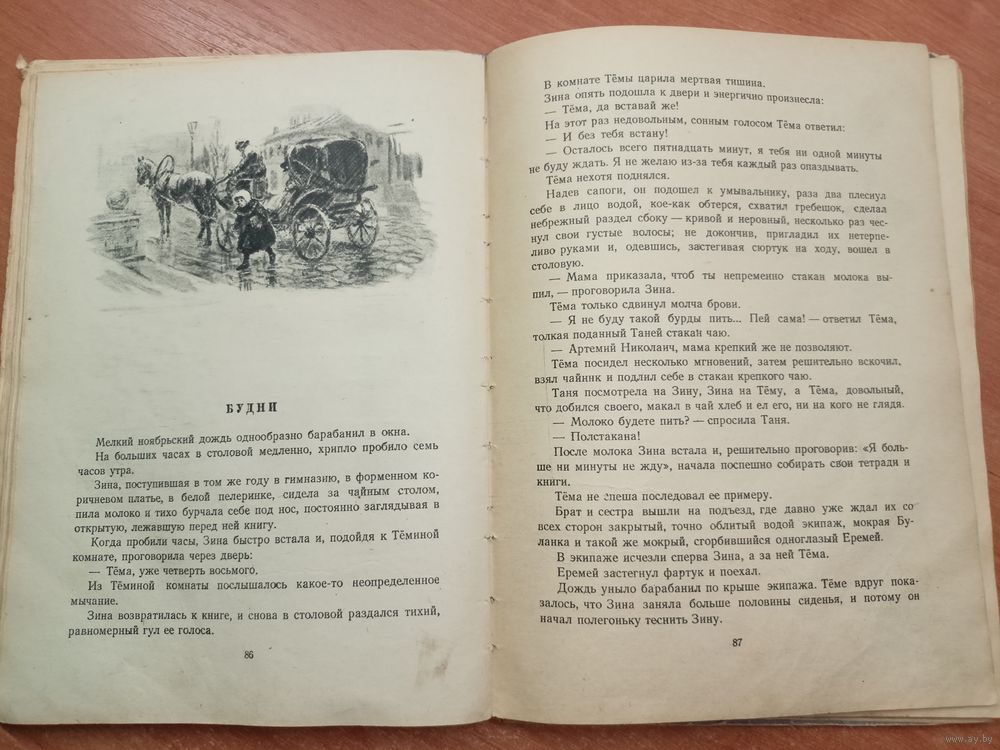 БУДНИ
Мелкий ноябрьский дождь однообразно барабанил в окна.
На больших часах в столовой медленно, хрипло пробило семь
часов утра.
Зина, поступившая в том же году в гимназию, в форменном ко-
ричневом платье, в белой пелеринке, сидела за чайным столом,
пила молоко и тихо бурчала себе под нос, постоянно заглядывая в
открытую, лежавшую перед ней книгу.
Когда пробили часы, Зина быстро встала и, подойдя к Тёминой
комнате, проговорила через дверь:
— Тёма, уже четверть восьмого.
Из Тёминой комнаты послышалось какое-то неопределенное
мычание.
Зина возвратилась к книге, и снова в столовой раздался тихий,
равномерный гул ее голоса.
86
В комнате Тёмы царила мертвая тишина.
Зина опять подошла к двери и энергично произнесла:
— Тёма, да вставай же!
На этот раз недовольным, сонным голосом Тёма ответил:
— И без тебя встану!
— Осталось всего пятнадцать минут, я тебя ни одной минуты
не буду ждать. Я не желаю из-за тебя каждый раз опаздывать.
Тёма нехотя поднялся.
Надев сапоги, он подошел к умывальнику, раза два плеснул
себе в лицо водой, кое-как обтерся, схватил гребешок, сделал
небрежный раздел сбоку — кривой и неровный, несколько раз чес-
нул свои густые волосы; не докончив, пригладил их нетерпе-
ливо руками и, одевшись, застегивая сюртук на ходу, вошел в
столовую.
— Мама приказала, чтоб ты непременно стакан молока вы-
пил, — проговорила Зина.
Тёма только сдвинул молча брови.
— Я не буду такой бурды пить... Пей сама! — ответил Тёма,
толкая поданный Таней стакан чаю.
— Артемий Николаич, мама крепкий же не позволяют.
Тёма посидел несколько мгновений, затем решительно вскочил,
взял чайник и подлил себе в стакан крепкого чаю.
Таня посмотрела на Зину, Зина на Тёму, а Тёма, довольный,
что добился своего, макал в чай хлеб и ел его, ни на кого не глядя.
— Молоко будете пить? — спросила Таня.
— Полстакана!
После молока Зина встала и, решительно проговорив: «Я боль-
ше ни минуты не жду», начала поспешно собирать свои тетради и
книги.
Тёма не спеша последовал ее примеру.
Брат и сестра вышли на подъезд, где давно уже ждал их со
всех сторон закрытый, точно облитый водой экипаж, мокрая Бу-
ланка и такой же мокрый, сгорбившийся одноглазый Еремей.
В экипаже исчезли сперва Зина, а за ней Тёма.
Еремей застегнул фартук и поехал.
Дождь уныло барабанил по крыше экипажа. Тёме вдруг пока-
залось, что Зина заняла больше половины сиденья, и потому он
начал полегоньку теснить Зину.
87
www.ay.by